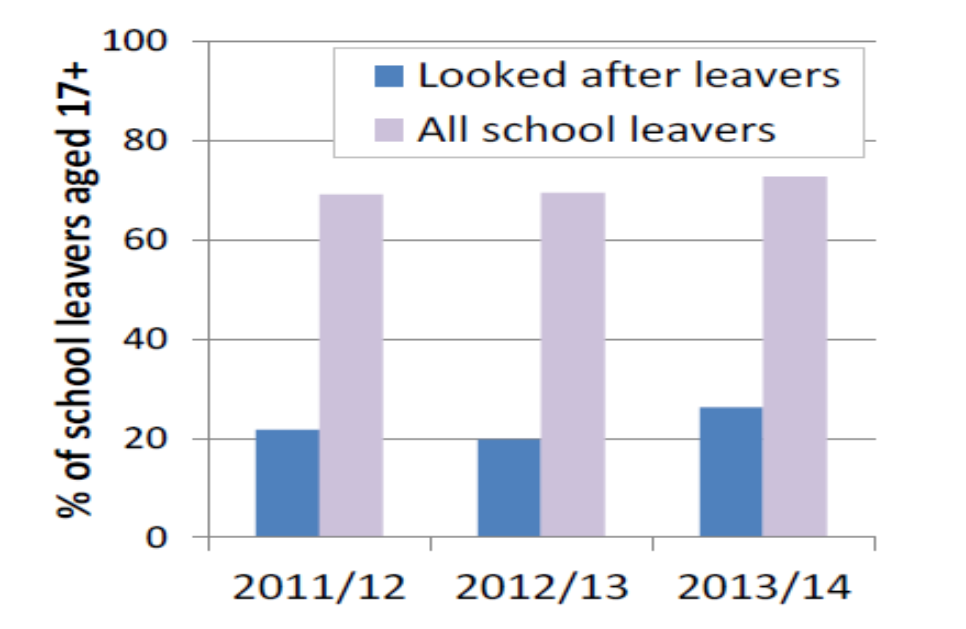 % of school leavers aged 17+
100
80
60
40
20
0
Looked after leavers
All school leavers
2011/12 2012/13 2013/14